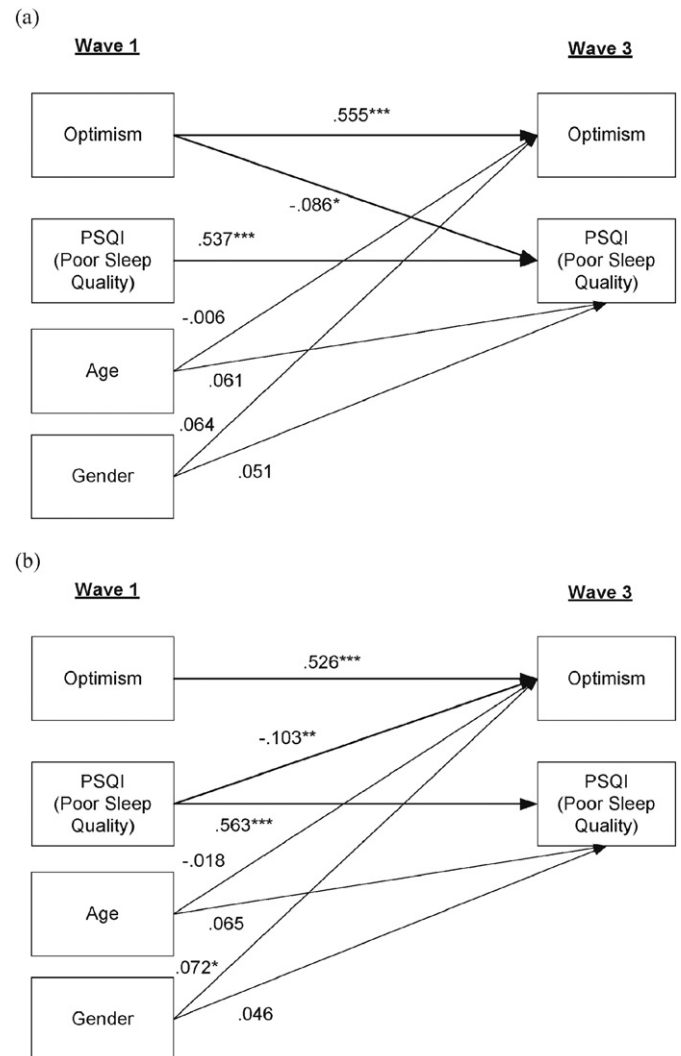 (a)
Wave 1
Wave 3
Optimism
.555***
Optimism
-.086*
PSQI
(Poor Sleep
Quality)
.537***
PSQI
(Poor Sleep
Quality)
-.006
Age
.061
.064
Gender
.051
(b)
Wave 1
Wave 3
Optimism
.526***
Optimism
-.103**
PSQI
(Poor Sleep
Quality)
.563***
PSQI
(Poor Sleep
Quality)
-.018
Age
.065
.072*
Gender
.046